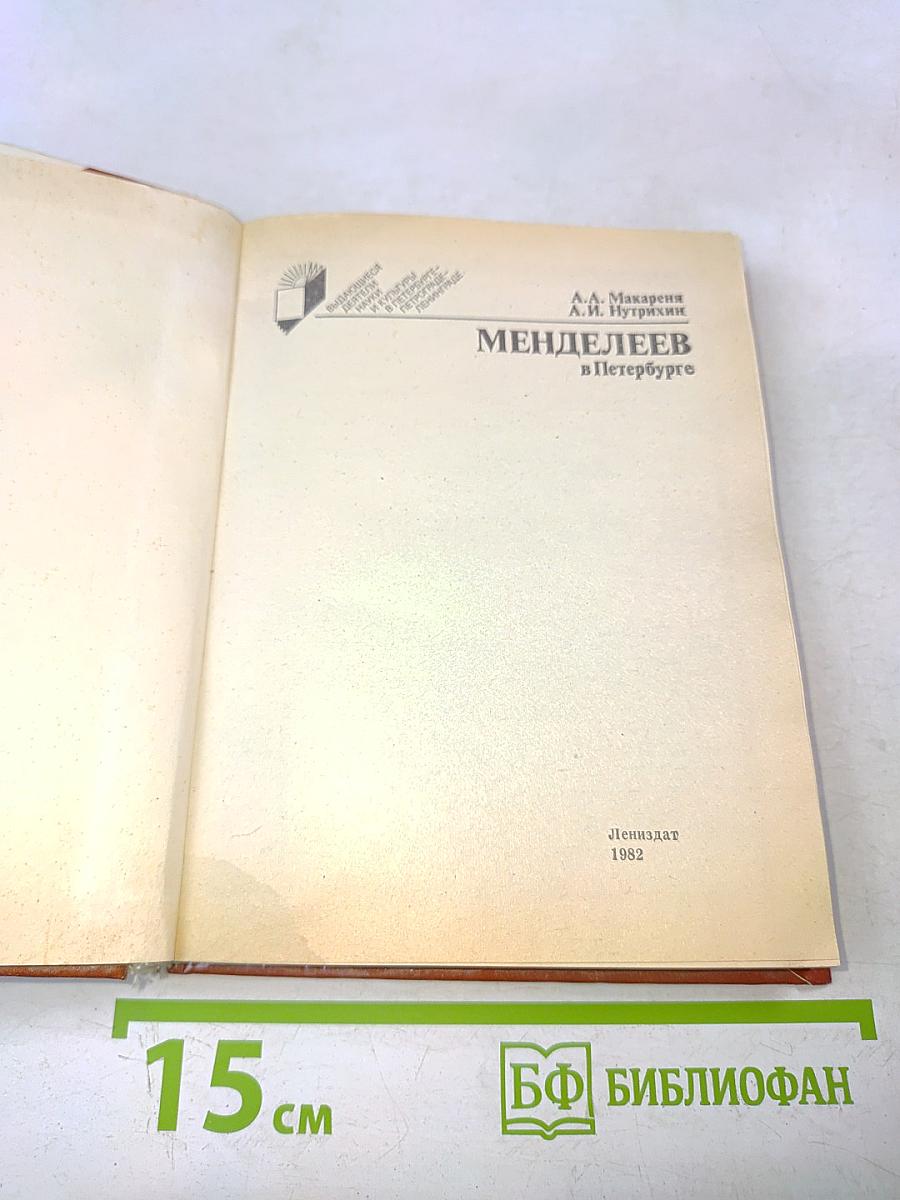 ВЫДАЮЩИЕСЯ
ДЕЯТЕЛИ
НАУКИ
И КУЛЬТУРЫ
В ПЕТЕРБУРГЕ–
ПЕТРОГРАДЕ–
ЛЕНИНГРАДЕ
А.А. Макареня
А.И. Нутрихин
МЕНДЕЛЕЕВ
в Петербурге
Лениздат
1982
15 см
БФ БИБЛИОФАН